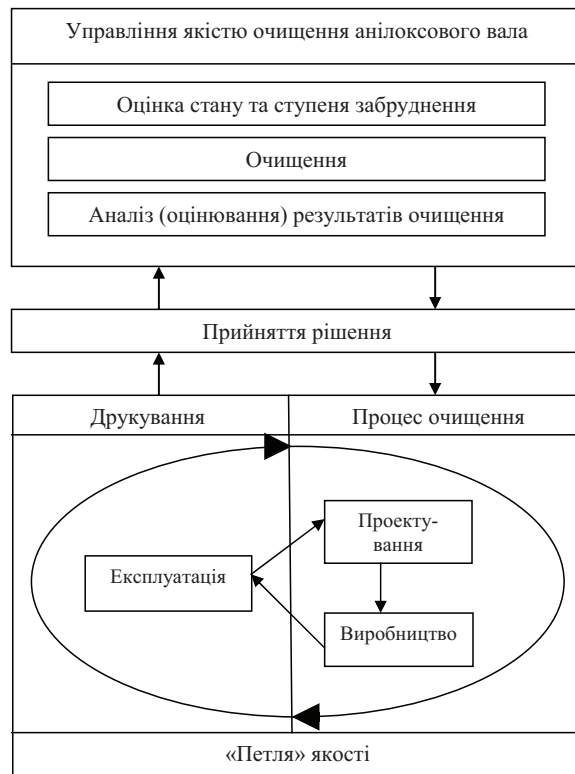 Управління якістю очищення анілоксового вала
Оцінка стану та ступеня забруднення
Очищення
Аналіз (оцінювання) результатів очищення
Прийняття рішення
Друкування
Процес очищення
Проекту-
вання
Експлуатація
Виробництво
«Петля» якості